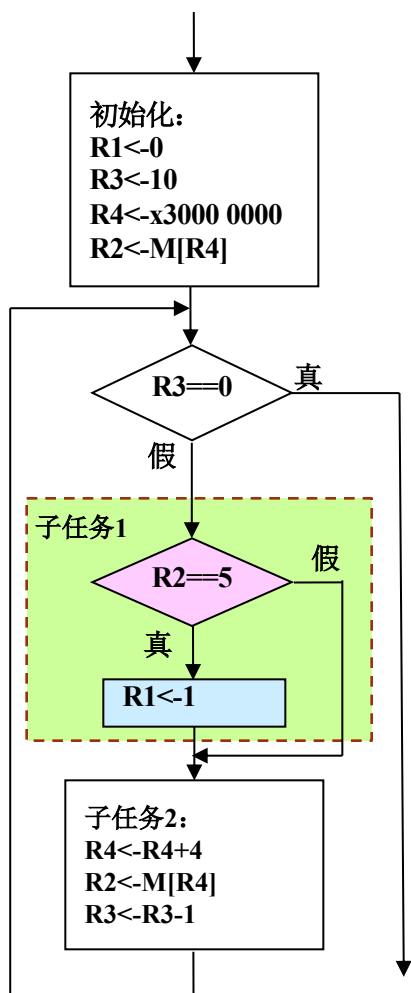 初始化：
R1<-0
R3<-10
R4<-x3000 0000
R2<-M[R4]
R3==0
真
假
子任务1
R2==5
假
真
R1<-1
子任务2：
R4<-R4+4
R2<-M[R4]
R3<-R3-1